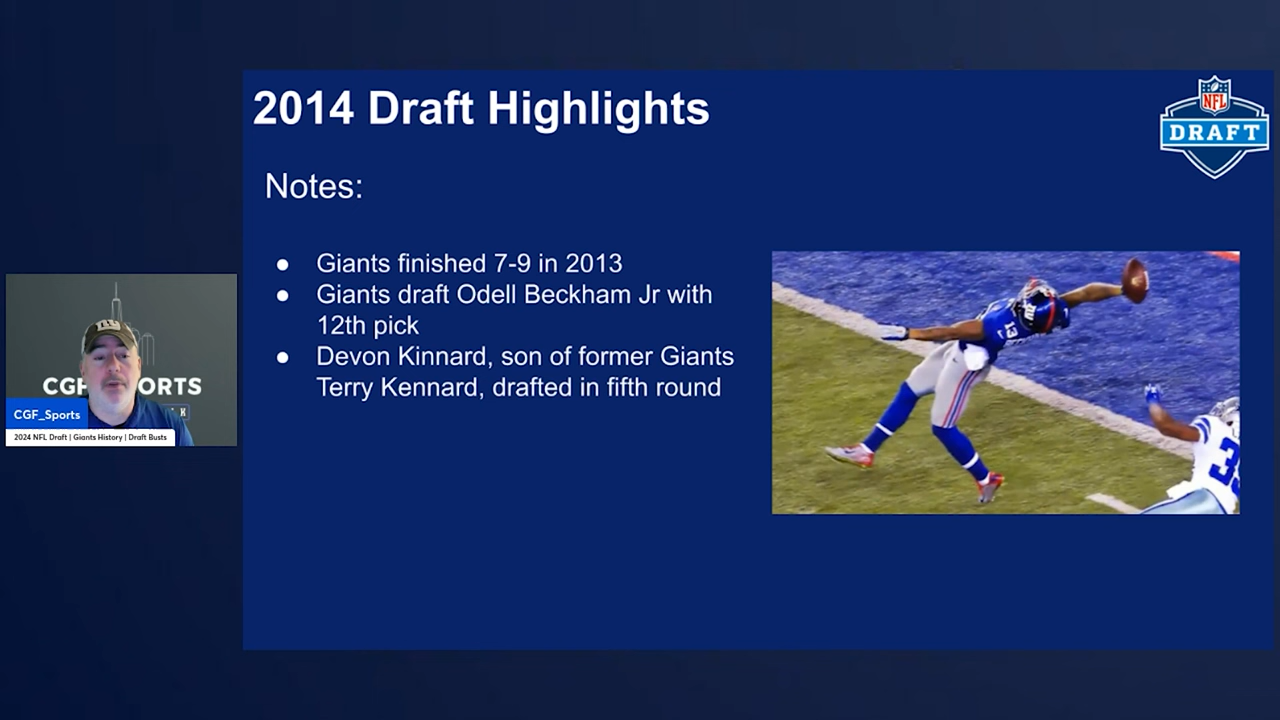 2014 Draft Highlights
NFL
DRAFT
Notes:
● Giants finished 7-9 in 2013
● Giants draft Odell Beckham Jr with
12th pick
● Devon Kinnard, son of former Giants
Terry Kennard, drafted in fifth round
13
CGF_Sports
2024 NFL Draft | Giants History | Draft Busts